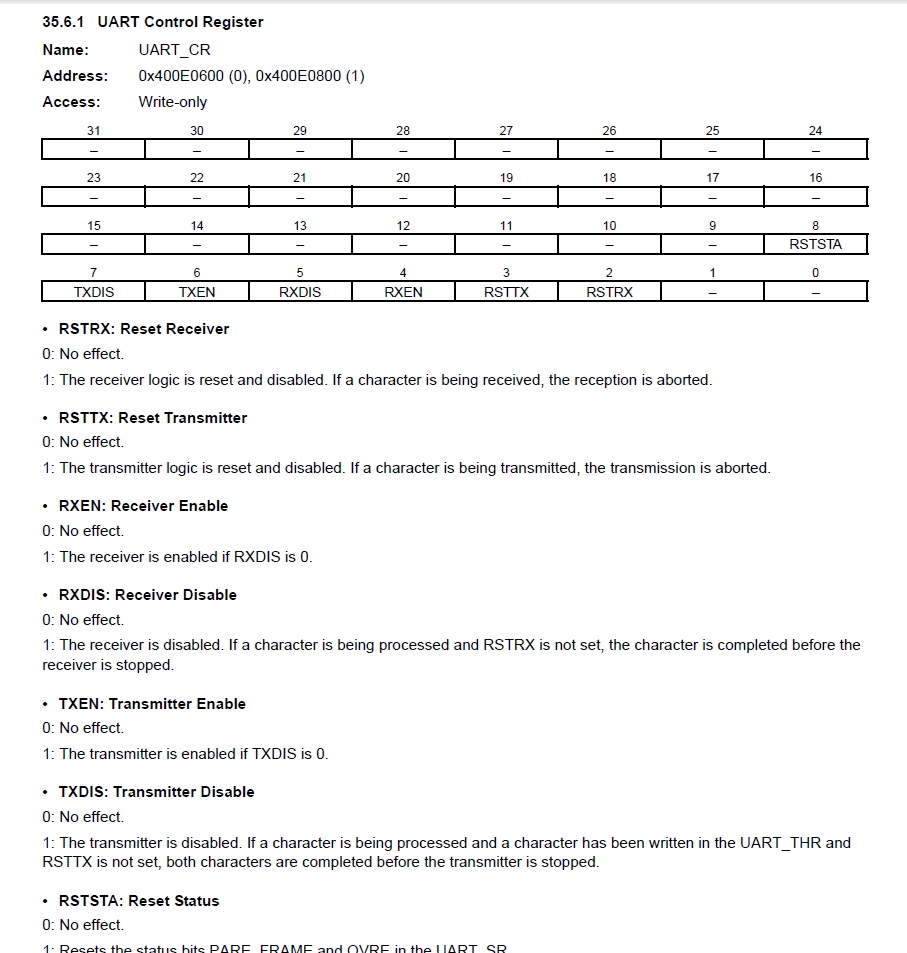 35.6.1 UART Control Register
Name: UART_CR
Address: 0x400E0600 (0), 0x400E0800 (1)
Access: Write-only
31 30 29 28 27 26 25 24
– – – – – – – –
23 22 21 20 19 18 17 16
– – – – – – – –
15 14 13 12 11 10 9 8
– – – – – – – RSTSTA
7 6 5 4 3 2 1 0
TXDIS TXEN RXDIS RXEN RSTTX RSTRX – –
• RSTRX: Reset Receiver
0: No effect.
1: The receiver logic is reset and disabled. If a character is being received, the reception is aborted.
• RSTTX: Reset Transmitter
0: No effect.
1: The transmitter logic is reset and disabled. If a character is being transmitted, the transmission is aborted.
• RXEN: Receiver Enable
0: No effect.
1: The receiver is enabled if RXDIS is 0.
• RXDIS: Receiver Disable
0: No effect.
1: The receiver is disabled. If a character is being processed and RSTRX is not set, the character is completed before the
receiver is stopped.
• TXEN: Transmitter Enable
0: No effect.
1: The transmitter is enabled if TXDIS is 0.
• TXDIS: Transmitter Disable
0: No effect.
1: The transmitter is disabled. If a character is being processed and a character has been written in the UART_THR and
RSTTX is not set, both characters are completed before the transmitter is stopped.
• RSTSTA: Reset Status
0: No effect.
1: Resets the status bits PARE, FRAME and OVRE in the UART_SR.